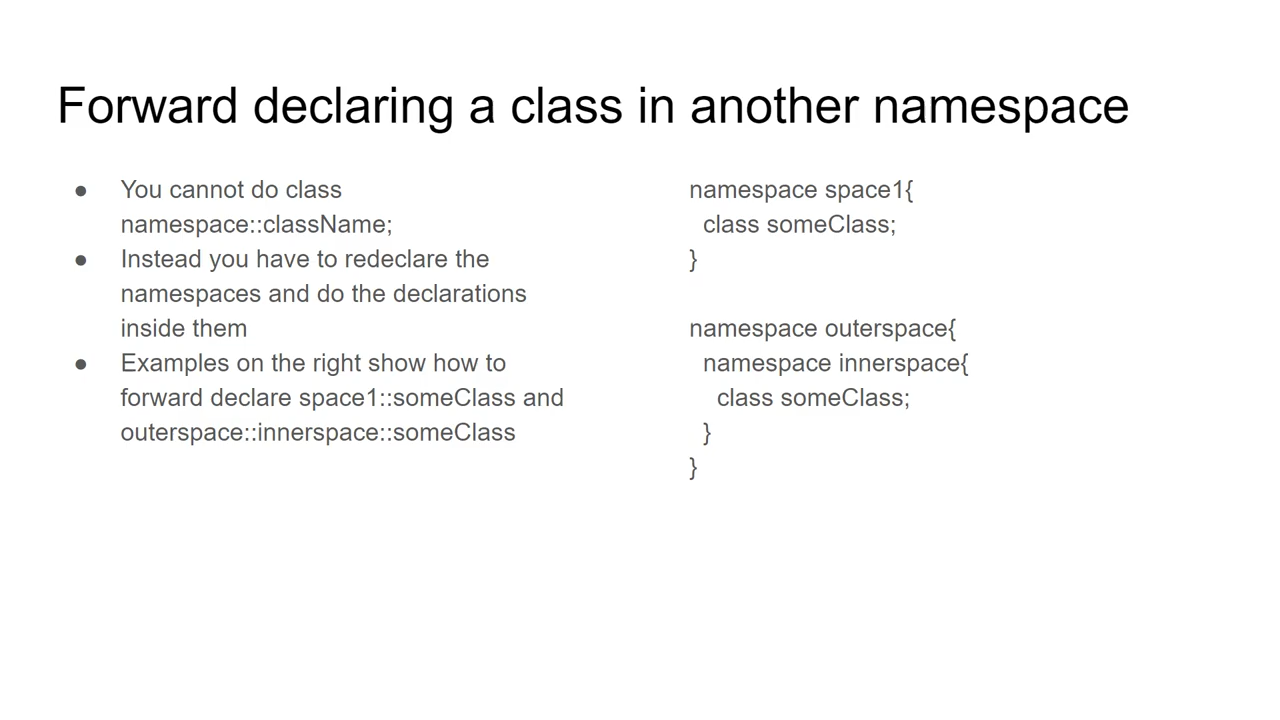 Forward declaring a class in another namespace
● You cannot do class
namespace::className;
● Instead you have to redeclare the
namespaces and do the declarations
inside them
● Examples on the right show how to
forward declare space1::someClass and
outerspace::innerspace::someClass
namespace space1{
class someClass;
}
namespace outerspace{
namespace innerspace{
class someClass;
}
}